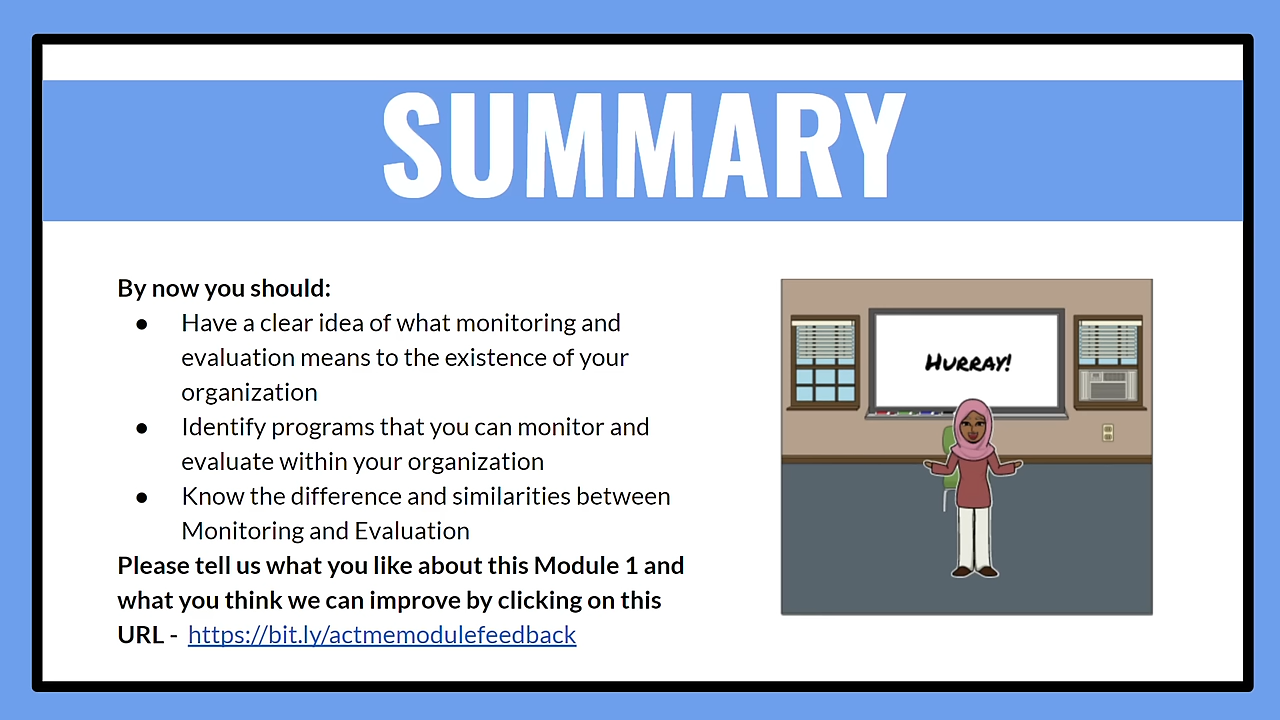 SUMMARY
By now you should:
● Have a clear idea of what monitoring and
evaluation means to the existence of your
organization
● Identify programs that you can monitor and
evaluate within your organization
● Know the difference and similarities between
Monitoring and Evaluation
Please tell us what you like about this Module 1 and
what you think we can improve by clicking on this
URL - https://bit.ly/actmemodulefeedback
HURRAY!